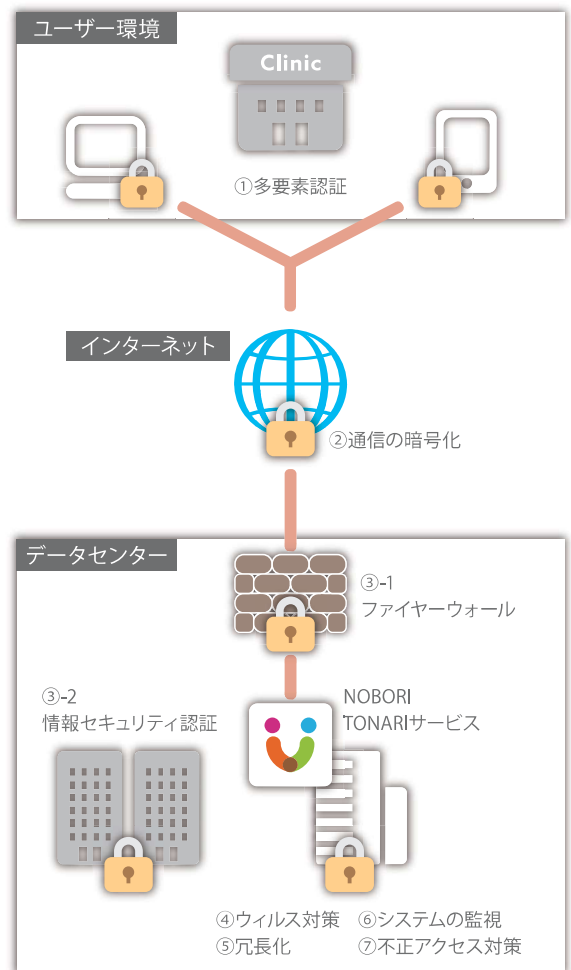 ユーザー環境
Clinic
①多要素認証
インターネット
②通信の暗号化
データセンター
③-1
ファイヤーウォール
③-2
情報セキュリティ認証
NOBORI
TONARIサービス
④ウィルス対策
⑥システムの監視
⑤冗長化
⑦不正アクセス対策